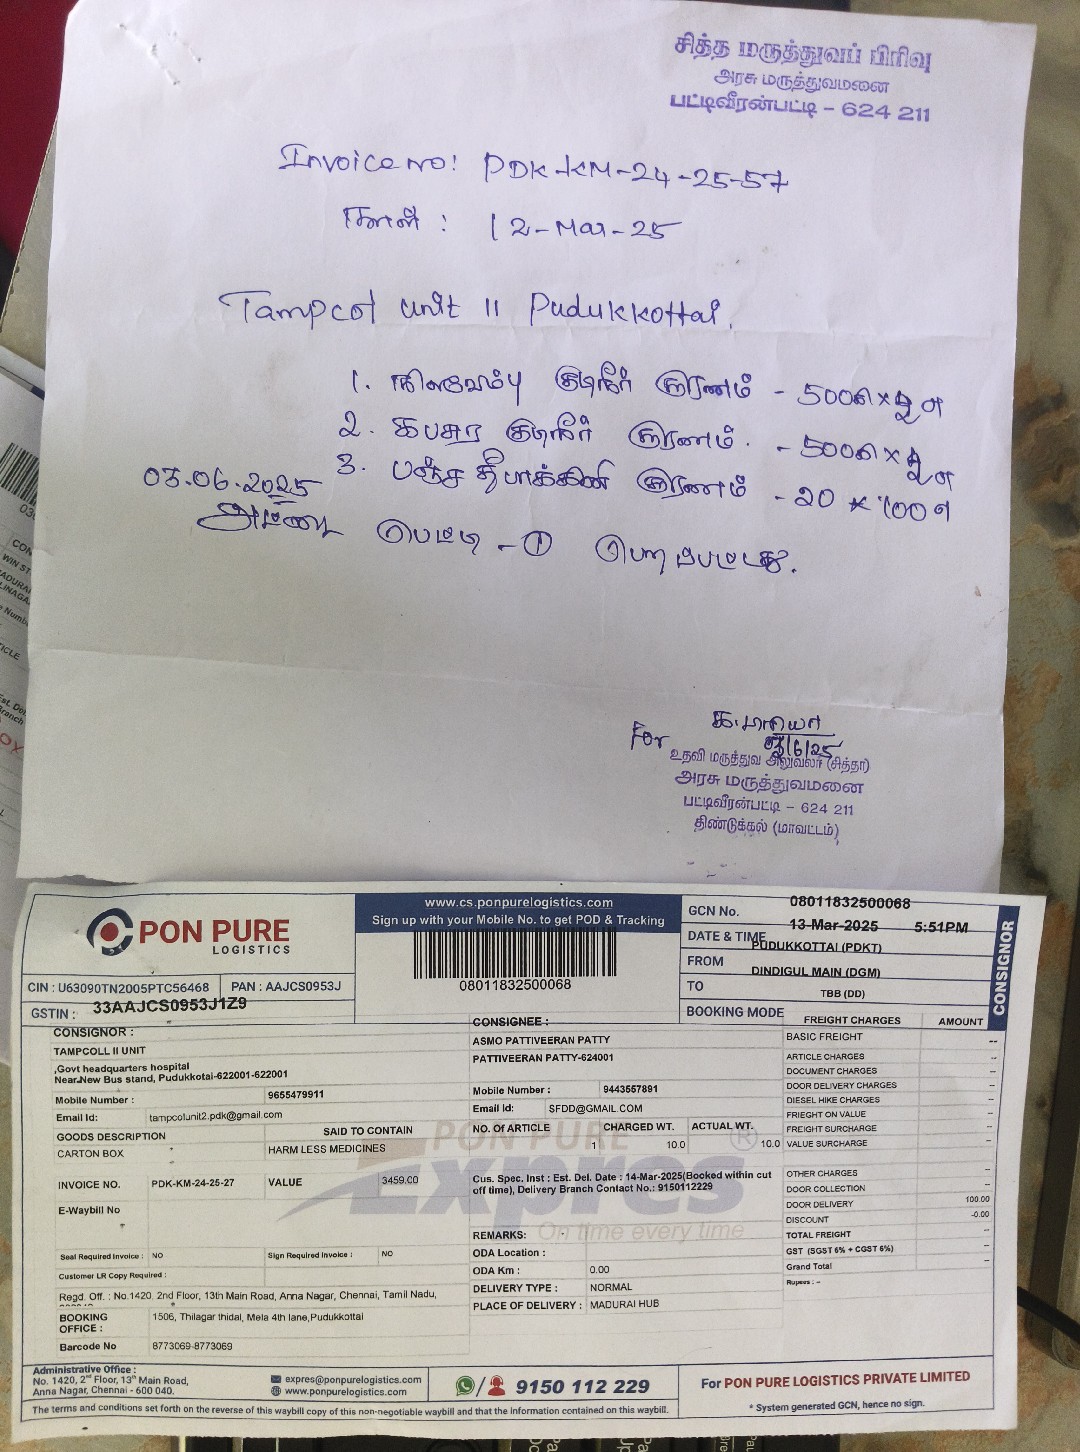 சித்த மருத்துவப் பிரிவு
அரசு மருத்துவமனை
பட்டிவீரன்பட்டி - 624 211
Invoice no: PDK-KM-24-25-57
நாள் : 12-Mar-25
Tampcol unit II Pudukkottai.
1. நிலவேம்பு குடிநீர் சூரணம் - 500கி x
2. கபசுர குடிநீர் சூரணம். - 500கி x
3. பஞ்ச தீபாக்கினி சூரணம் - 20 x 100 கி
03.06.2025
அட்டை பெட்டி - 1 பெறப்பட்டது.
For
/6/25
உதவி மருத்துவ அலுவலர் (சித்தா)
அரசு மருத்துவமனை
பட்டிவீரன்பட்டி - 624 211
திண்டுக்கல் (மாவட்டம்)
PON PURE
LOGISTICS
www.cs.ponpurelogistics.com
Sign up with your Mobile No. to get POD & Tracking
08011832500068
GCN No. 08011832500068
DATE & TIME 13-Mar-2025 5:51PM
FROM PUDUKKOTTAI (PDKT)
TO DINDIGUL MAIN (DGM)
BOOKING MODE TBB (DD)
CONSIGNOR
CIN : U63090TN2005PTC56468 PAN : AAJCS0953J
GSTIN : 33AAJCS0953J1Z9
CONSIGNOR :
TAMPCOLL II UNIT
,Govt headquarters hospital
Near.New Bus stand, Pudukkotai-622001-622001
Mobile Number : 9655479911
Email Id: tampcolunit2.pdk@gmail.com
GOODS DESCRIPTION SAID TO CONTAIN
CARTON BOX HARM LESS MEDICINES
INVOICE NO. PDK-KM-24-25-27 VALUE 3459.00
E-Waybill No
Seal Required Invoice : NO Sign Required Invoice : NO
Customer LR Copy Required :
Regd. Off. : No.1420, 2nd Floor, 13th Main Road, Anna Nagar, Chennai, Tamil Nadu,
BOOKING OFFICE : 1506, Thilagar thidal, Mela 4th lane,Pudukkottai
Barcode No 8773069-8773069
CONSIGNEE :
ASMO PATTIVEERAN PATTY
PATTIVEERAN PATTY-624001
Mobile Number : 9443557891
Email Id: SFDD@GMAIL.COM
NO. Of ARTICLE CHARGED WT. ACTUAL WT.
1 10.0 10.0
PON PURE
Expres
On time every time
Cus. Spec. Inst : Est. Del. Date : 14-Mar-2025(Booked within cut
off time), Delivery Branch Contact No.: 9150112229
REMARKS:
ODA Location :
ODA Km : 0.00
DELIVERY TYPE : NORMAL
PLACE OF DELIVERY : MADURAI HUB
FREIGHT CHARGES AMOUNT
BASIC FREIGHT --
ARTICLE CHARGES --
DOCUMENT CHARGES --
DOOR DELIVERY CHARGES --
DIESEL HIKE CHARGES --
FRIEGHT ON VALUE --
FREIGHT SURCHARGE --
VALUE SURCHARGE --
OTHER CHARGES --
DOOR COLLECTION --
DOOR DELIVERY 100.00
DISCOUNT -0.00
TOTAL FREIGHT --
GST (SGST 6% + CGST 6%) --
Grand Total --
Rupees : -
Administrative Office :
No. 1420, 2nd Floor, 13th Main Road,
Anna Nagar, Chennai - 600 040.
expres@ponpurelogistics.com
www.ponpurelogistics.com
9150 112 229
For PON PURE LOGISTICS PRIVATE LIMITED
* System generated GCN, hence no sign.
The terms and conditions set forth on the reverse of this waybill copy of this non-negotiable waybill and that the information contained on this waybill.